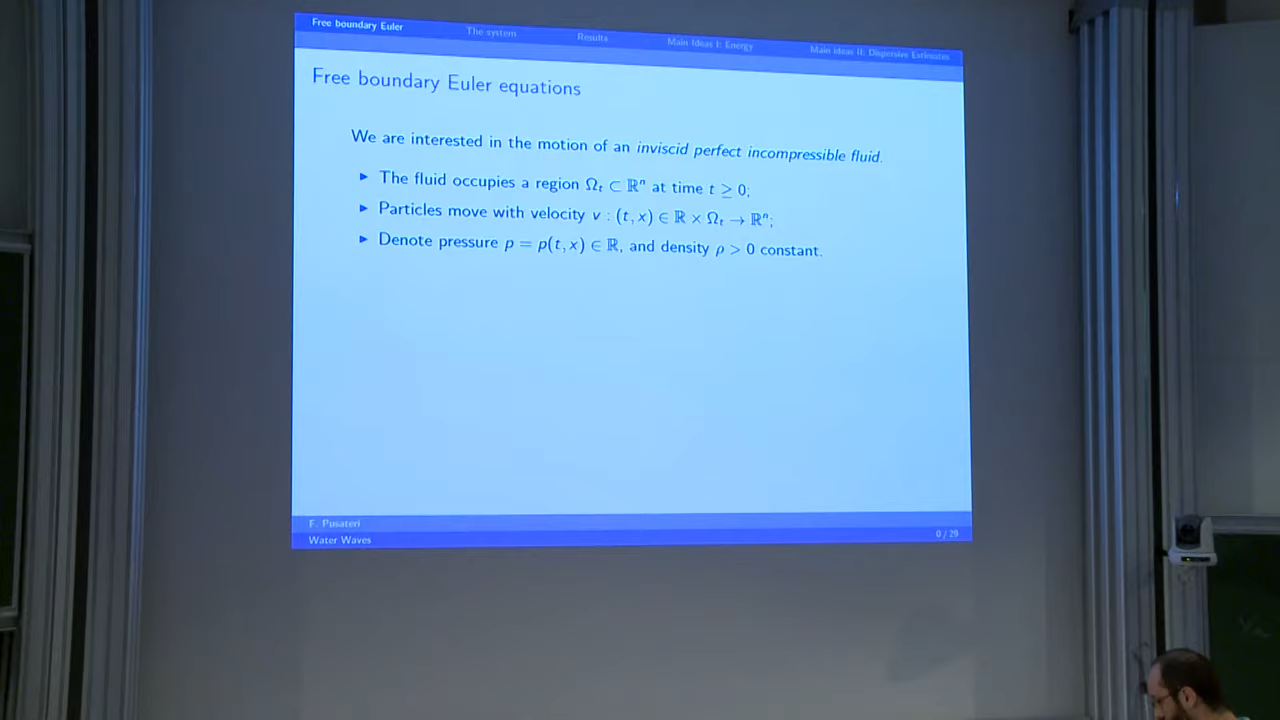 Free boundary Euler The system Results Main Ideas I: Energy Main Ideas II: Dispersive Estimates
Free boundary Euler equations
We are interested in the motion of an inviscid perfect incompressible fluid.
► The fluid occupies a region Ωₜ ⊂ ℝⁿ at time t ≥ 0;
► Particles move with velocity v : (t, x) ∈ ℝ × Ωₜ → ℝⁿ;
► Denote pressure p = p(t, x) ∈ ℝ, and density ρ > 0 constant.
F. Pusateri
Water Waves 0 / 29